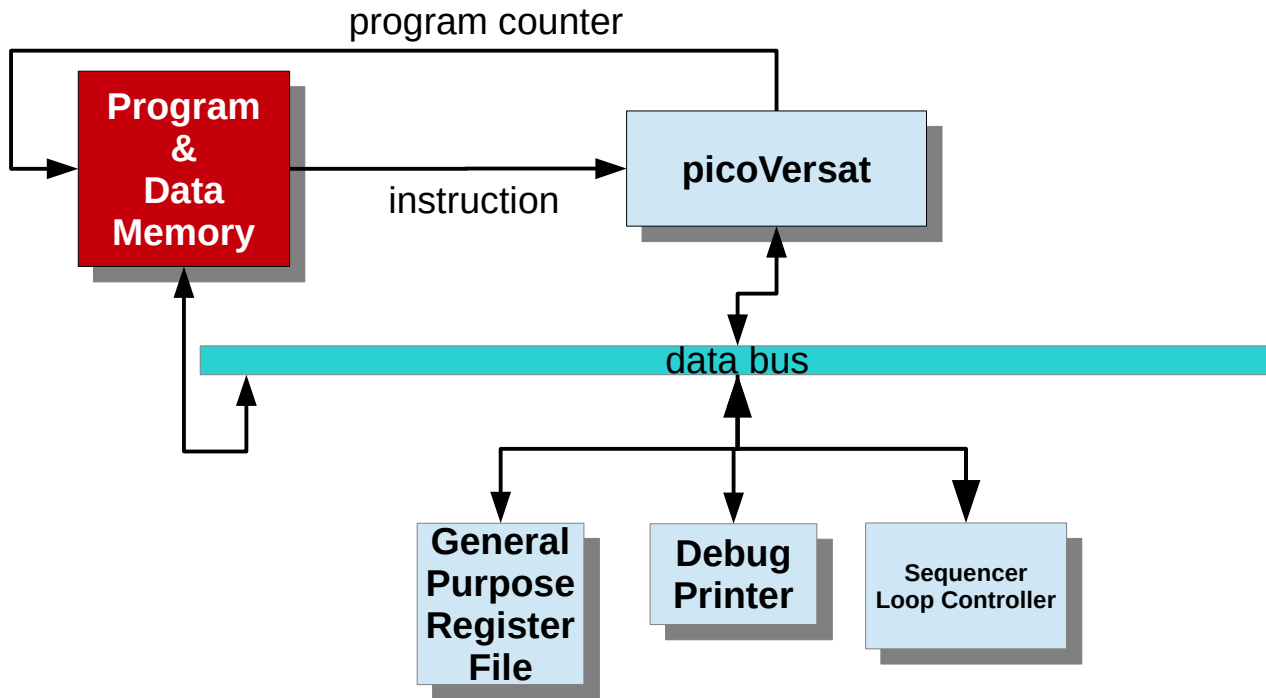 program counter
Program
&
Data
Memory
picoVersat
instruction
data bus
General
Purpose
Register
File
Debug
Printer
Sequencer
Loop Controller